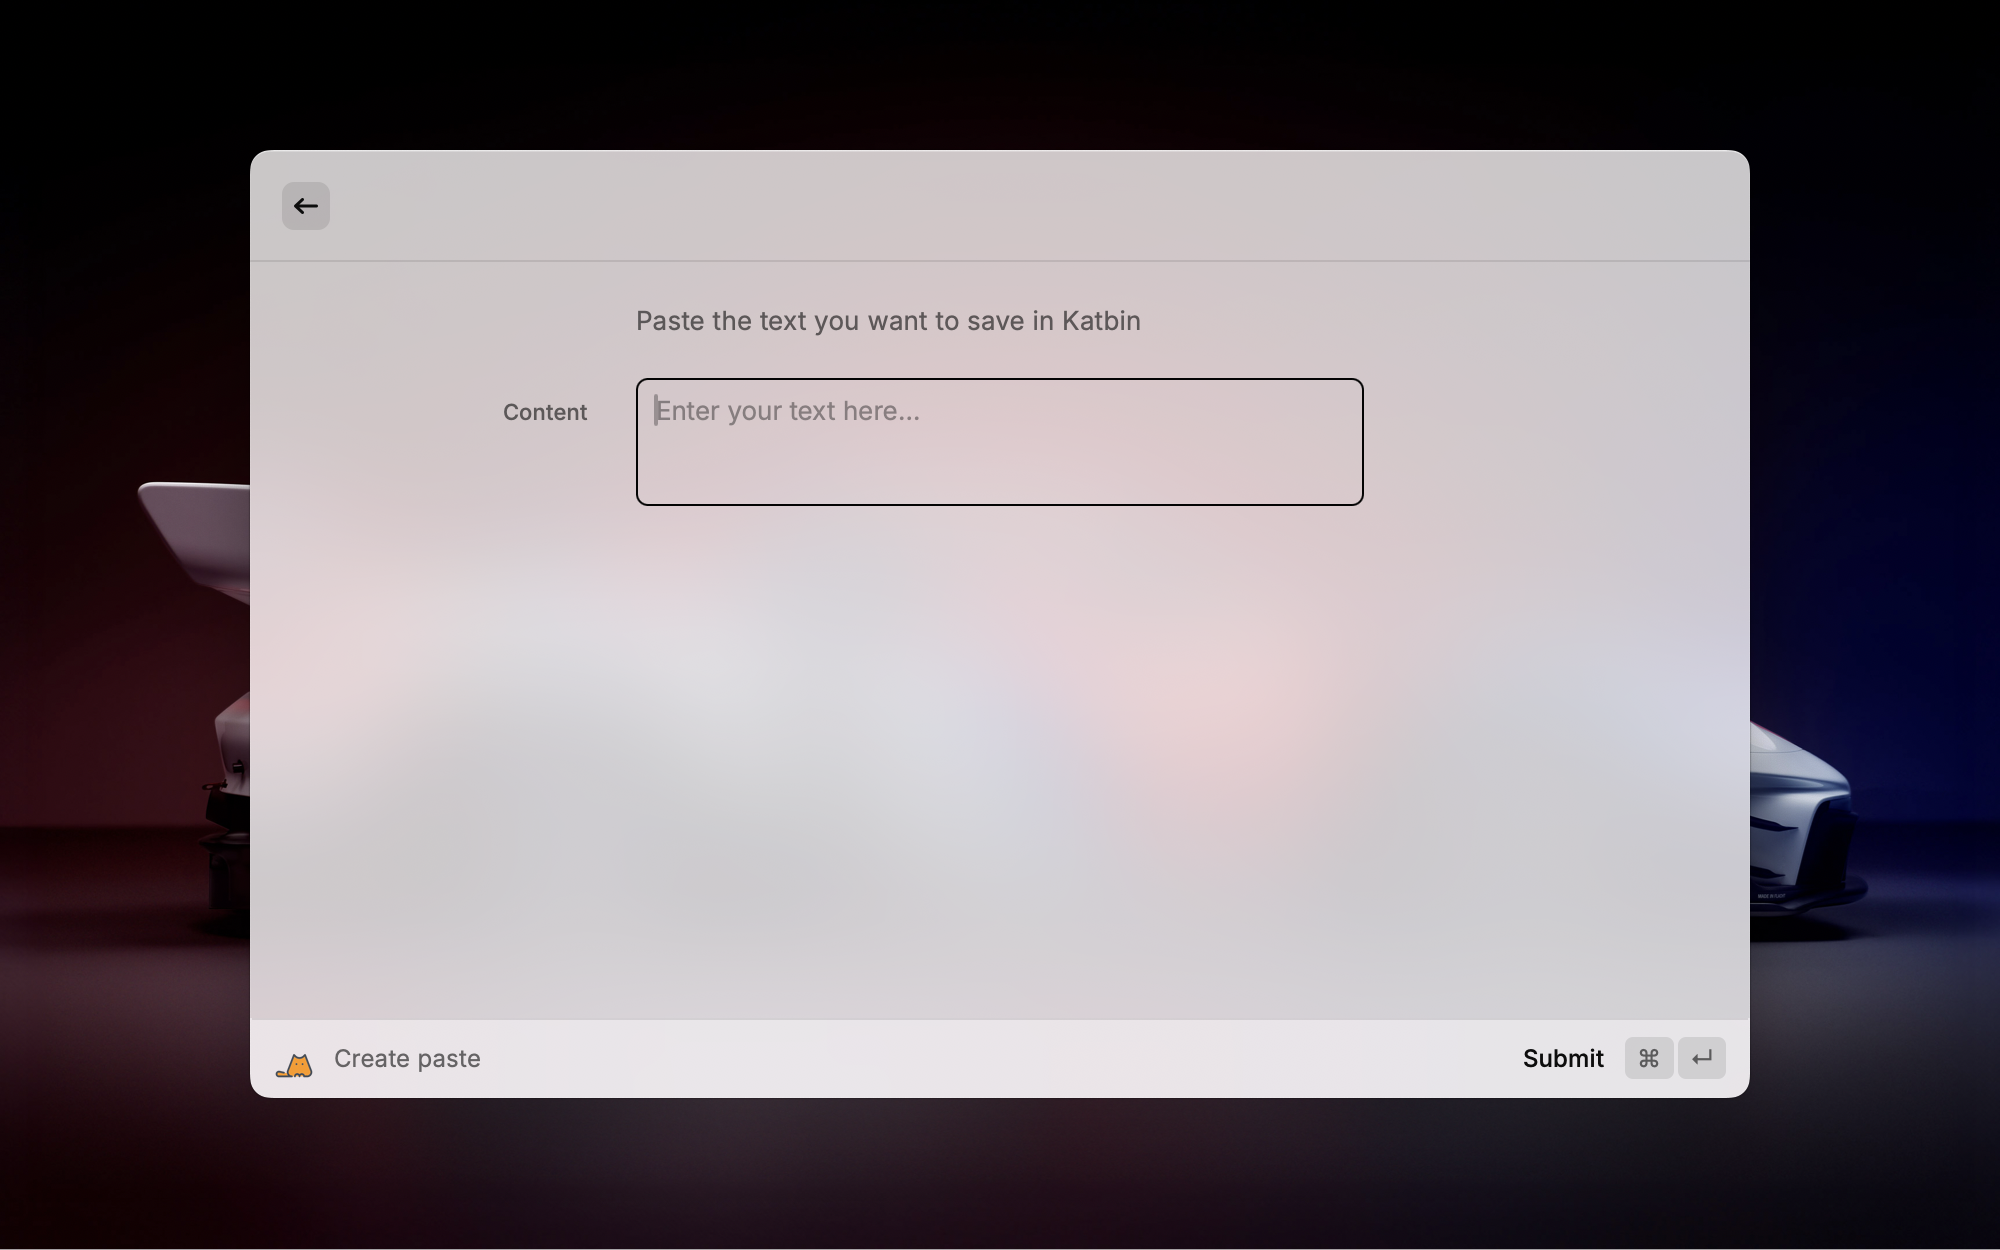 Paste the text you want to save in Katbin
Content
Enter your text here...
Create paste
Submit ⌘ ↵